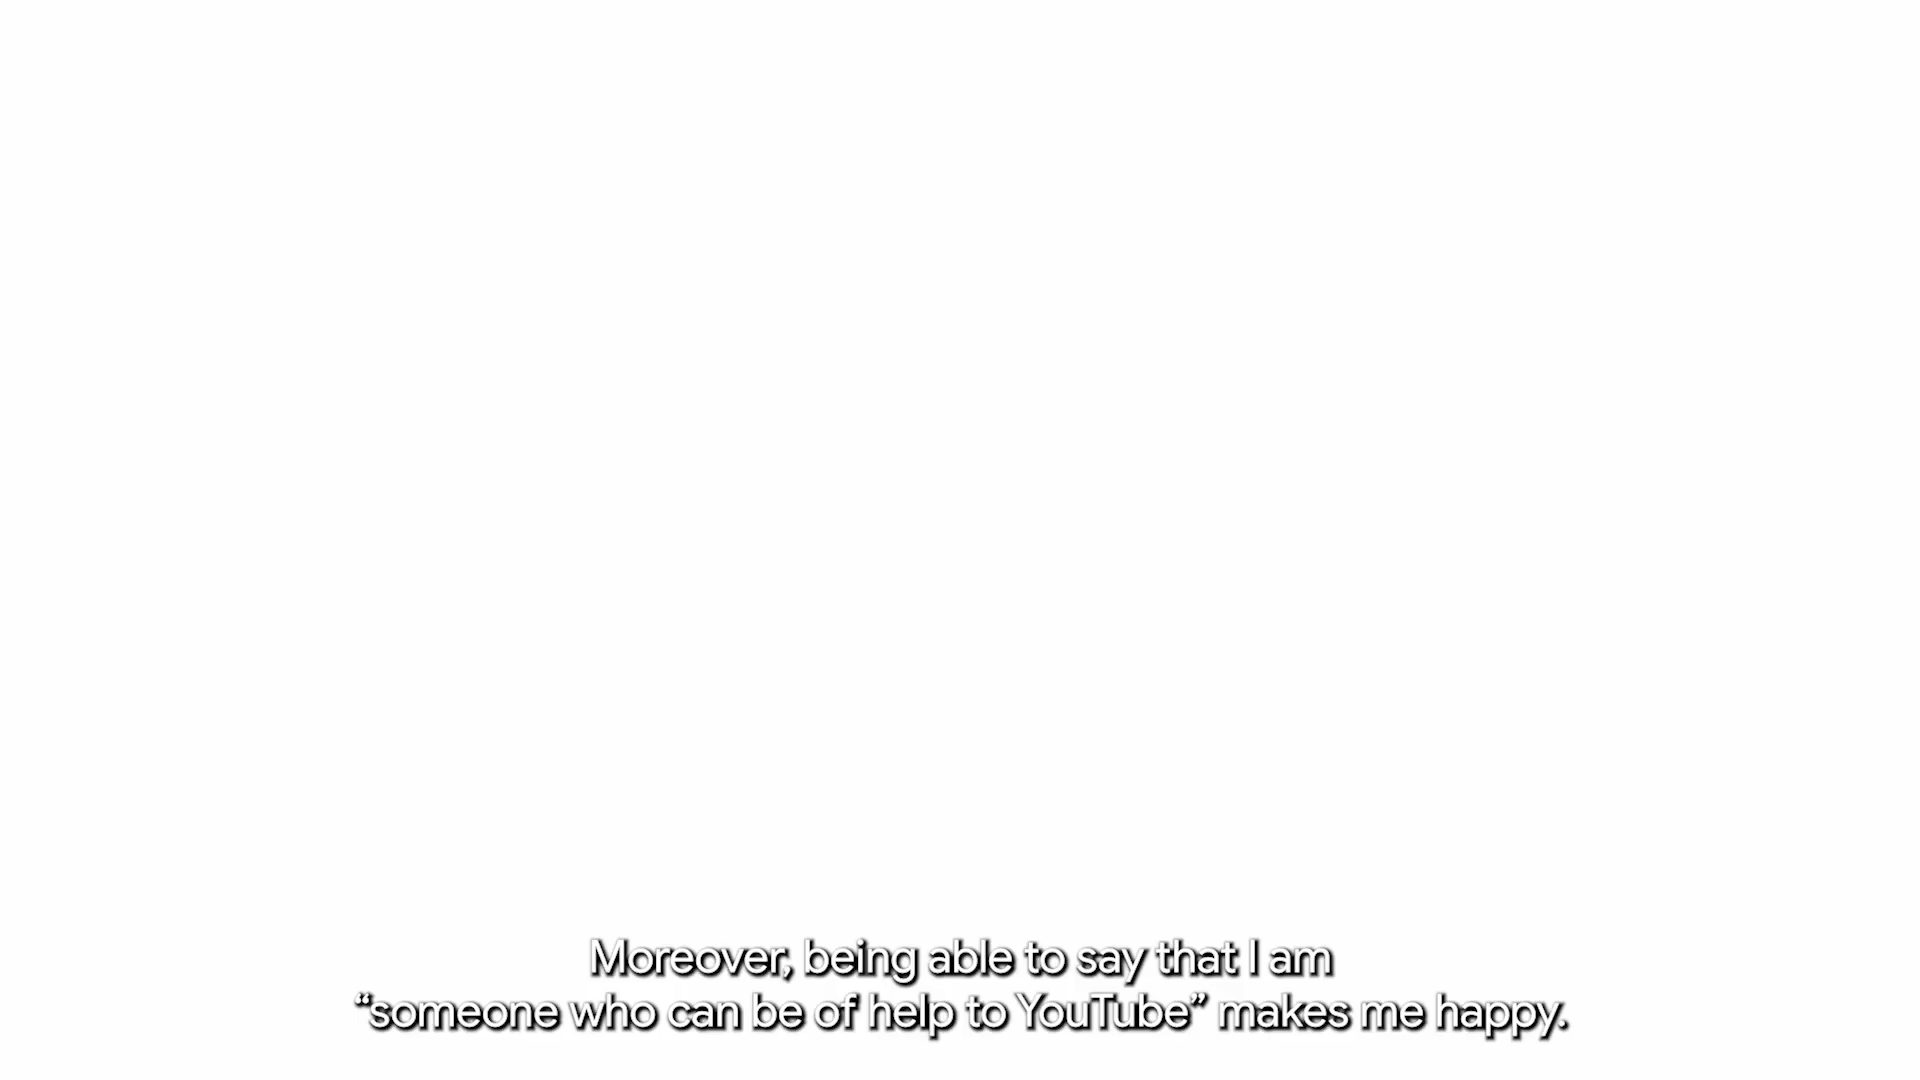 Moreover, being able to say that I am
“someone who can be of help to YouTube” makes me happy.